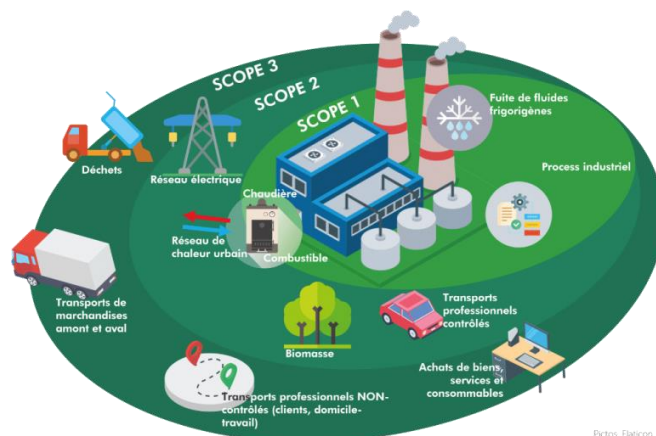 SCOPE 3
SCOPE 2
SCOPE 1
Fuite de fluides
frigorigènes
Déchets
Réseau électrique
Process industriel
Chaudière
Réseau de
chaleur urbain
Combustible
Transports de
marchandises
amont et aval
Transports
professionnels
contrôlés
Biomasse
Achats de biens,
services et
consommables
Transports professionnels NON-
contrôlés (clients, domicile-
travail)
Pictos Flaticon